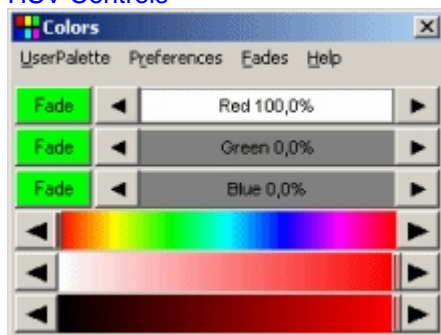 HSV Controls
Colors
UserPalette Preferences Fades Help
Fade Red 100,0%
Fade Green 0,0%
Fade Blue 0,0%